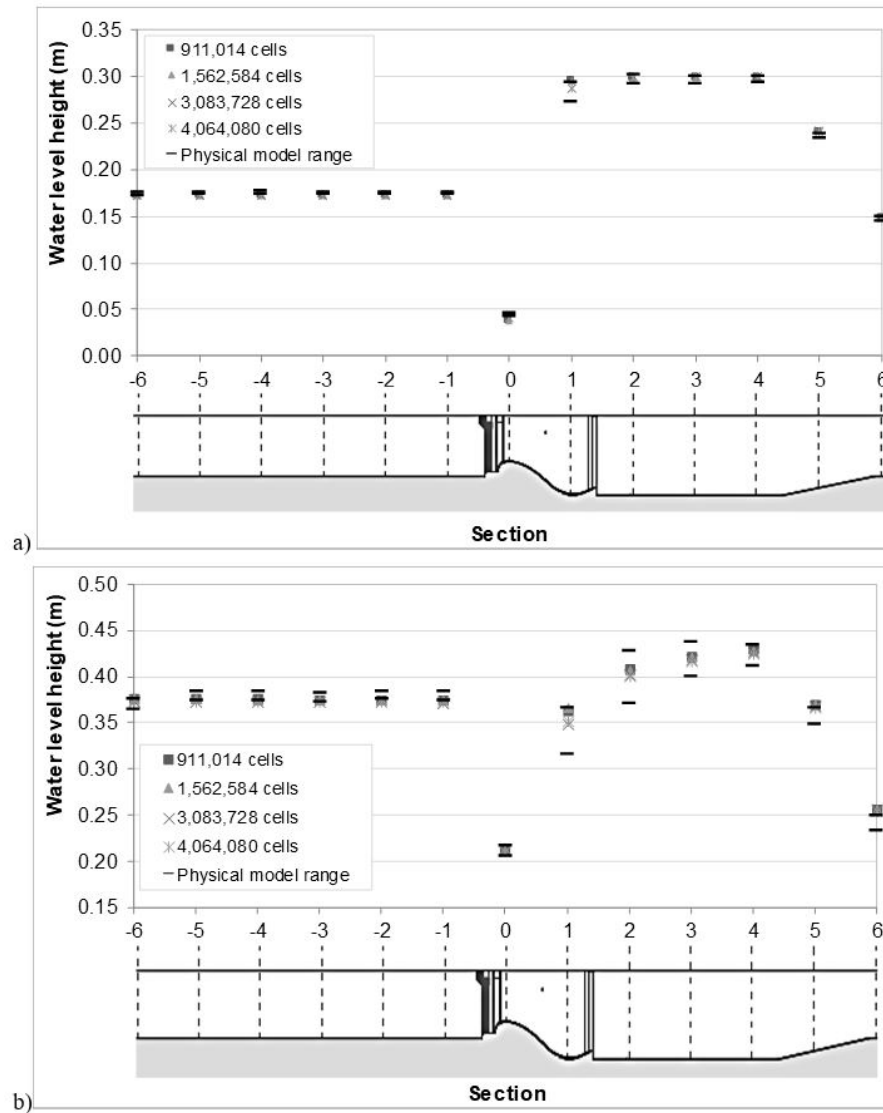 0.35
0.30
0.25
0.20
0.15
0.10
0.05
0.00
Water level height (m)
911,014 cells
1,562,584 cells
3,083,728 cells
4,064,080 cells
Physical model range
-6 -5 -4 -3 -2 -1 0 1 2 3 4 5 6
Section
a)
0.50
0.45
0.40
0.35
0.30
0.25
0.20
0.15
Water level height (m)
911,014 cells
1,562,584 cells
3,083,728 cells
4,064,080 cells
Physical model range
-6 -5 -4 -3 -2 -1 0 1 2 3 4 5 6
Section
b)